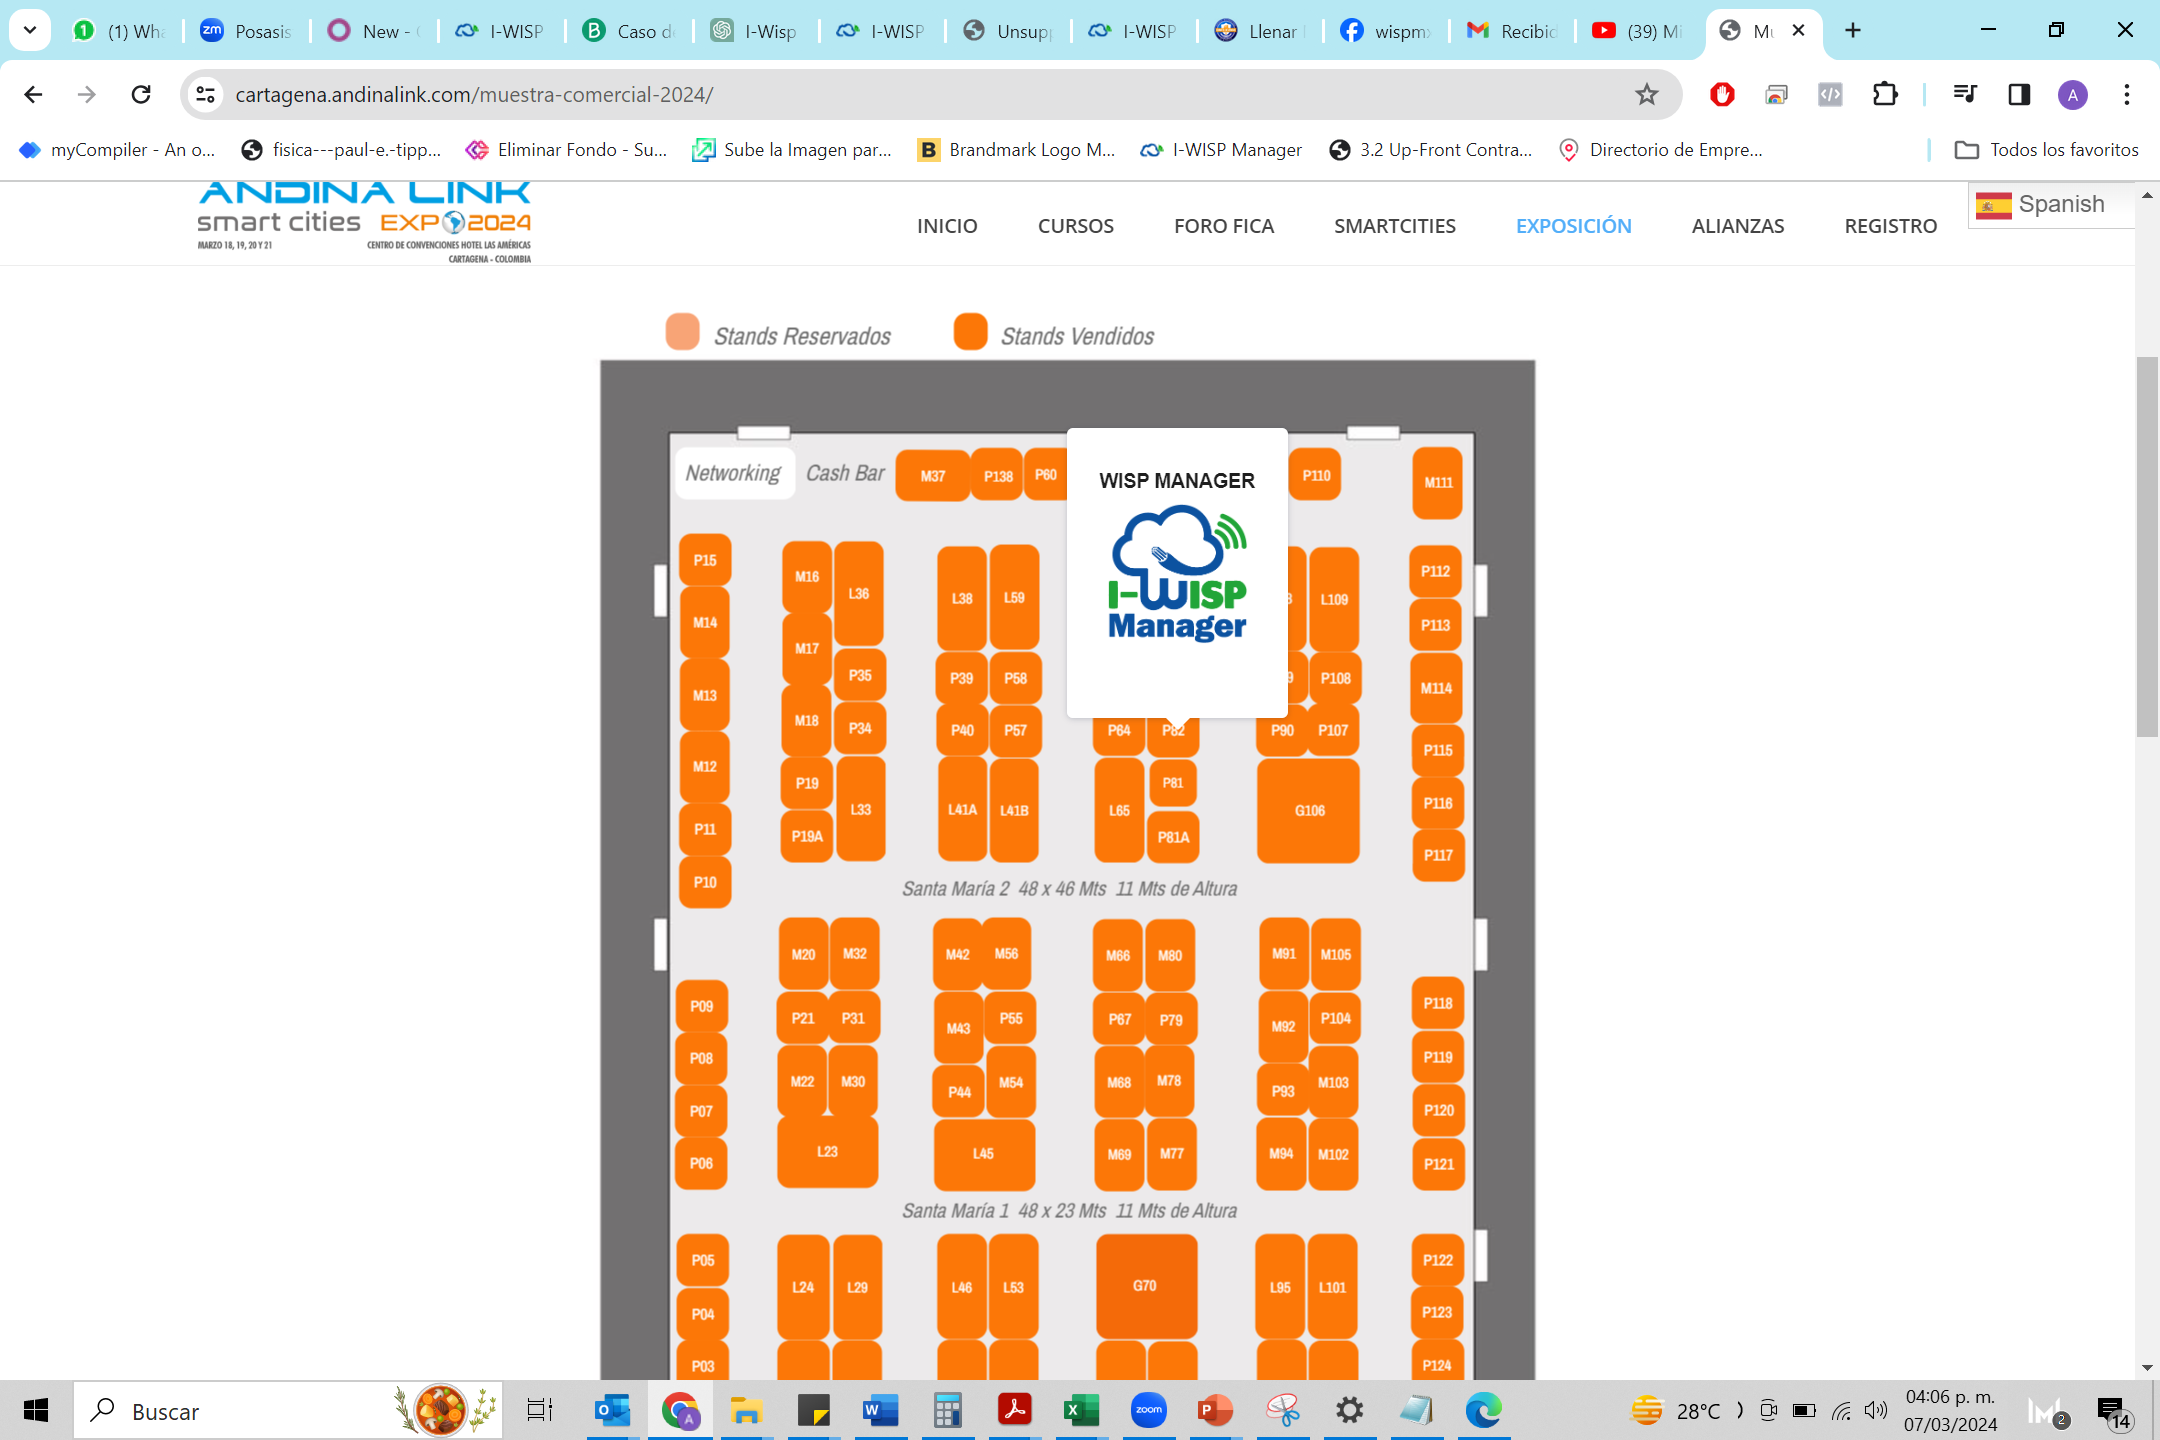 (1) Wha
Posasis
New -
I-WISP
Caso d
I-Wisp
I-WISP
Unsupp
I-WISP
Llenar
wispmx
Recibid
(39) Mi
Mu
cartagena.andinalink.com/muestra-comercial-2024/
A
myCompiler - An o...
fisica---paul-e.-tipp...
Eliminar Fondo - Su...
Sube la Imagen par...
Brandmark Logo M...
I-WISP Manager
3.2 Up-Front Contra...
Directorio de Empre...
Todos los favoritos
ANDINA LINK
smart cities EXPO2024
MARZO 18, 19, 20 Y 21 CENTRO DE CONVENCIONES HOTEL LAS AMÉRICAS
CARTAGENA - COLOMBIA
INICIO CURSOS FORO FICA SMARTCITIES EXPOSICIÓN ALIANZAS REGISTRO
Spanish
Stands Reservados Stands Vendidos
Networking Cash Bar M37 P138 P60 P110 M111
WISP MANAGER
I-WISP
Manager
P15 M16 L36 L38 L59 L109 P112
M14 M17 P113
M13 P35 P39 P58 P108 M114
M18 P34 P40 P57 P64 P82 P90 P107 P115
M12 P19 L33 L41A L41B L65 P81 G106 P116
P11 P19A P81A P117
P10
Santa María 2 48 x 46 Mts 11 Mts de Altura
M20 M32 M42 M56 M66 M80 M91 M105
P09 P21 P31 M43 P55 P67 P79 M92 P104 P118
P08 M22 M30 P44 M54 M68 M78 P93 M103 P119
P07 P120
P06 L23 L45 M69 M77 M94 M102 P121
Santa María 1 48 x 23 Mts 11 Mts de Altura
P05 L24 L29 L46 L53 G70 L95 L101 P122
P04 P123
P03 P124
Buscar
zoom
28°C
04:06 p. m.
07/03/2024
2
14